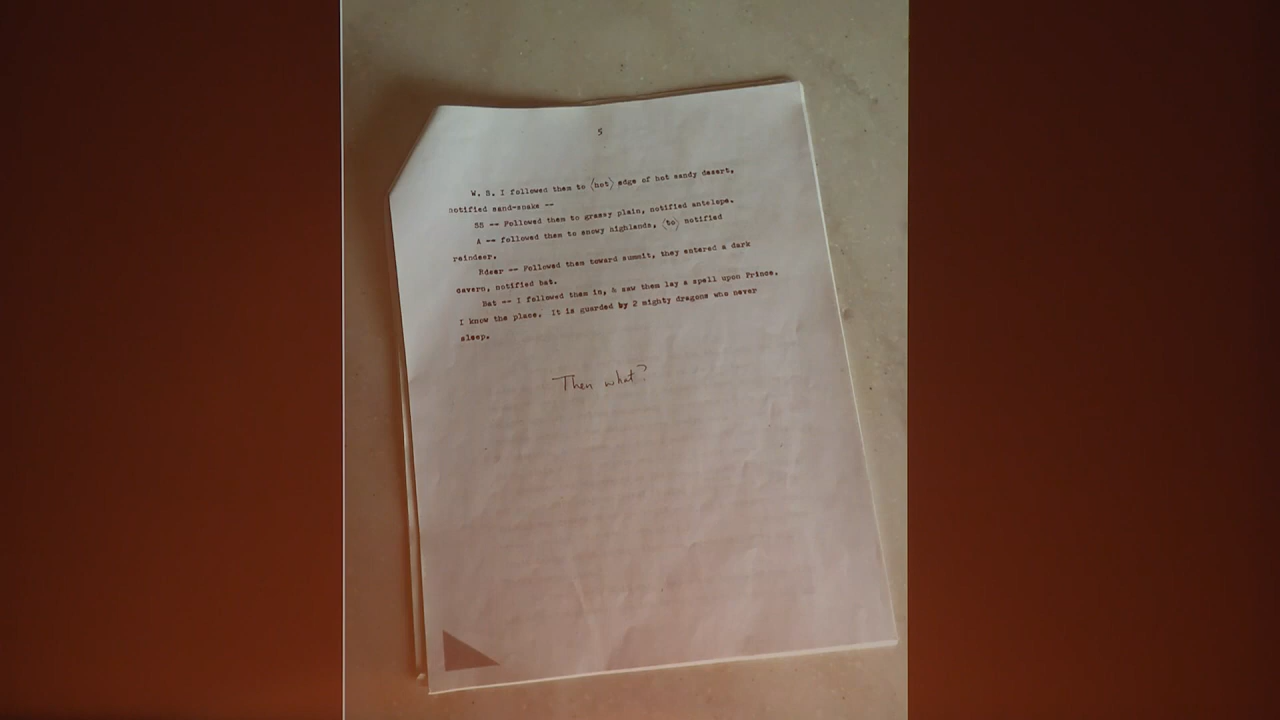 5
W. S. I followed them to (hot) edge of hot sandy desert,
notified sand-snake --
SS -- Followed them to grassy plain, notified antelope.
A -- followed them to snowy highlands, (to) notified
reindeer.
Rdeer -- Followed them toward summit, they entered a dark
cavern, notified bat.
Bat -- I followed them in, & saw them lay a spell upon Prince.
I know the place. It is guarded by 2 mighty dragons who never
sleep.
Then what?